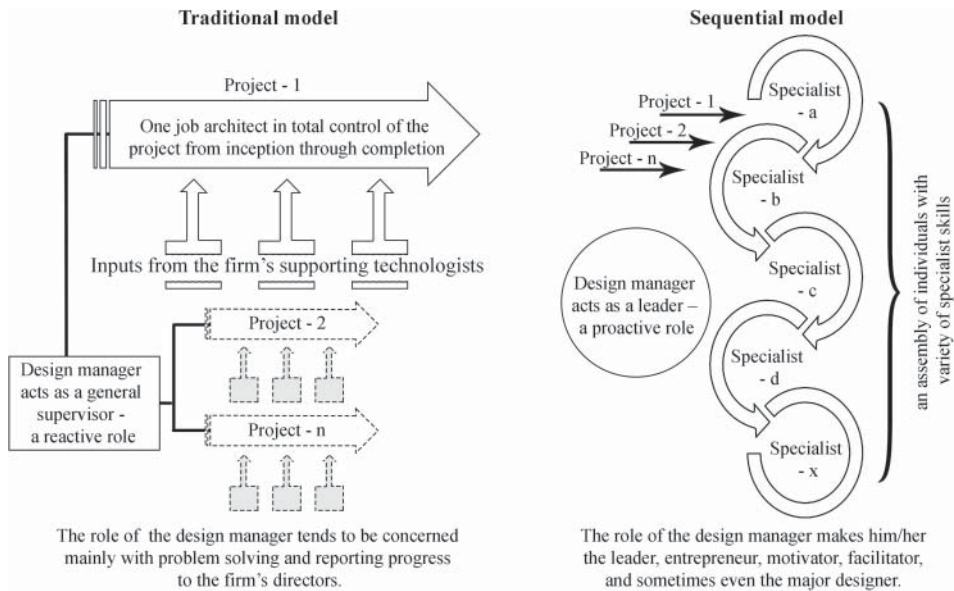 Traditional model
Project - 1
One job architect in total control of the
project from inception through completion
Inputs from the firm's supporting technologists
Project - 2
Design manager
acts as a general
supervisor -
a reactive role
Project - n
The role of the design manager tends to be concerned
mainly with problem solving and reporting progress
to the firm's directors.
Sequential model
Project - 1
Project - 2
Project - n
Specialist
- a
Specialist
- b
Specialist
- c
Specialist
- d
Specialist
- x
Design manager
acts as a leader –
a proactive role
an assembly of individuals with
variety of specialist skills
The role of the design manager makes him/her
the leader, entrepreneur, motivator, facilitator,
and sometimes even the major designer.